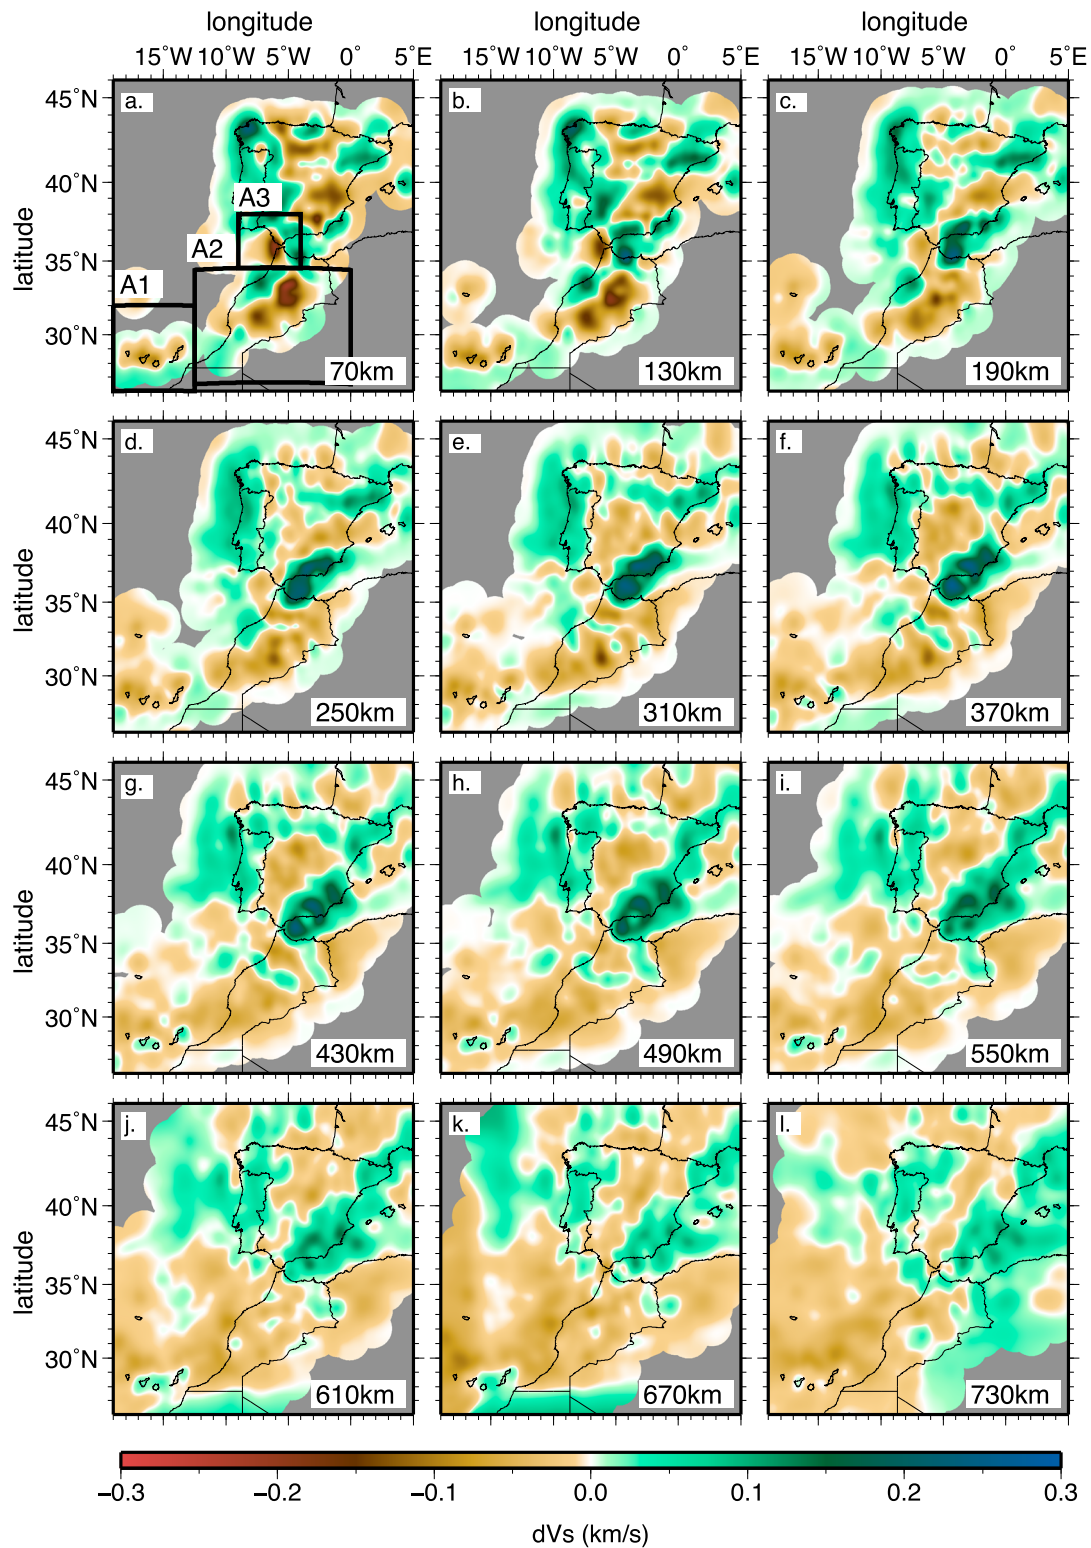 longitude longitude longitude
15°W 10°W 5°W 0° 5°E 15°W 10°W 5°W 0° 5°E 15°W 10°W 5°W 0° 5°E
45°N a. b. c.
40°N
A3
A2
35°N
A1
30°N
latitude
70km 130km 190km
45°N d. e. f.
40°N
35°N
30°N
latitude
250km 310km 370km
45°N g. h. i.
40°N
35°N
30°N
latitude
430km 490km 550km
45°N j. k. l.
40°N
35°N
30°N
latitude
610km 670km 730km
−0.3 −0.2 −0.1 0.0 0.1 0.2 0.3
dVs (km/s)